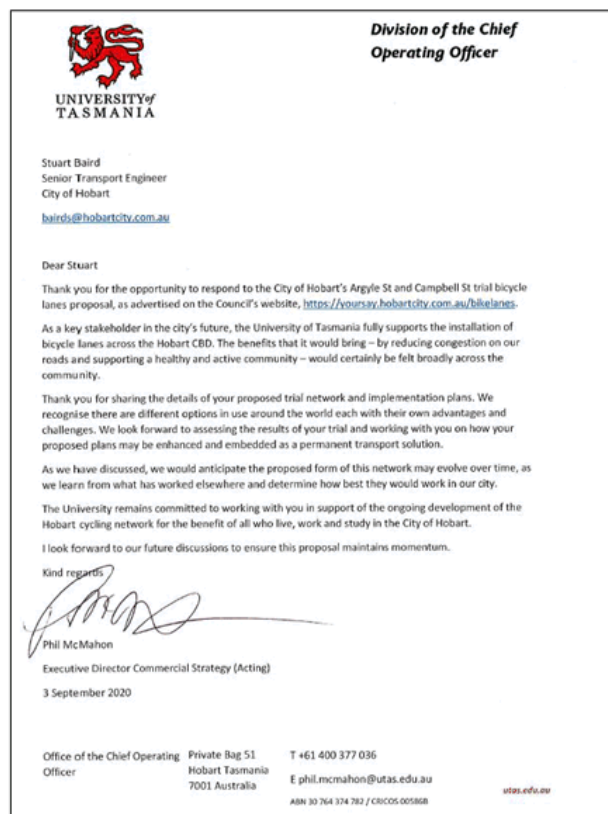 Division of the Chief
Operating Officer
UNIVERSITY of
TASMANIA
Stuart Baird
Senior Transport Engineer
City of Hobart
bairds@hobartcity.com.au
Dear Stuart
Thank you for the opportunity to respond to the City of Hobart's Argyle St and Campbell St trial bicycle
lanes proposal, as advertised on the Council's website, https://yoursay.hobartcity.com.au/bikelanes.
As a key stakeholder in the city's future, the University of Tasmania fully supports the installation of
bicycle lanes across the Hobart CBD. The benefits that it would bring – by reducing congestion on our
roads and supporting a healthy and active community – would certainly be felt broadly across the
community.
Thank you for sharing the details of your proposed trial network and implementation plans. We
recognise there are different options in use around the world each with their own advantages and
challenges. We look forward to assessing the results of your trial and working with you on how your
proposed plans may be enhanced and embedded as a permanent transport solution.
As we have discussed, we would anticipate the proposed form of this network may evolve over time, as
we learn from what has worked elsewhere and determine how best they would work in our city.
The University remains committed to working with you in support of the ongoing development of the
Hobart cycling network for the benefit of all who live, work and study in the City of Hobart.
I look forward to our future discussions to ensure this proposal maintains momentum.
Kind regards
Phil McMahon
Executive Director Commercial Strategy (Acting)
3 September 2020
Office of the Chief Operating
Officer
Private Bag 51
Hobart Tasmania
7001 Australia
T +61 400 377 036
E phil.mcmahon@utas.edu.au
ABN 30 764 374 782 / CRICOS 00586B
utas.edu.au